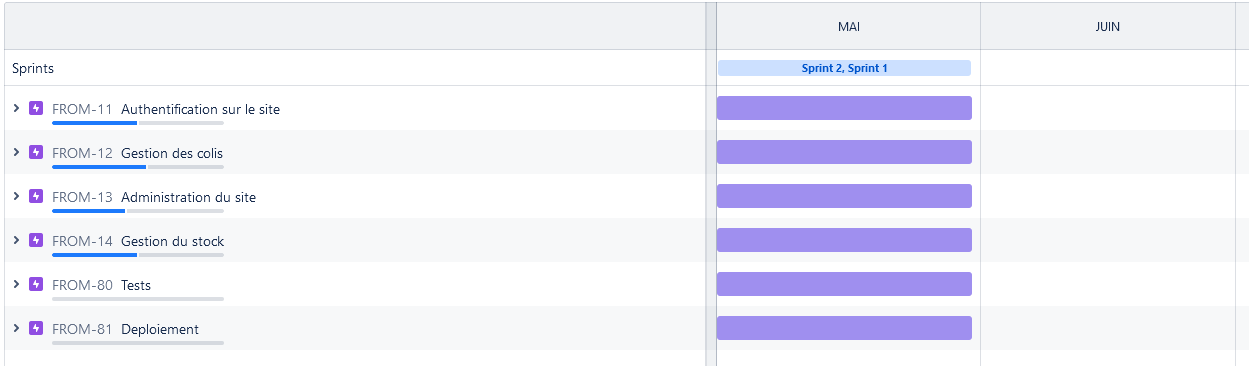 MAI JUIN
Sprints Sprint 2, Sprint 1
FROM-11 Authentification sur le site
FROM-12 Gestion des colis
FROM-13 Administration du site
FROM-14 Gestion du stock
FROM-80 Tests
FROM-81 Deploiement